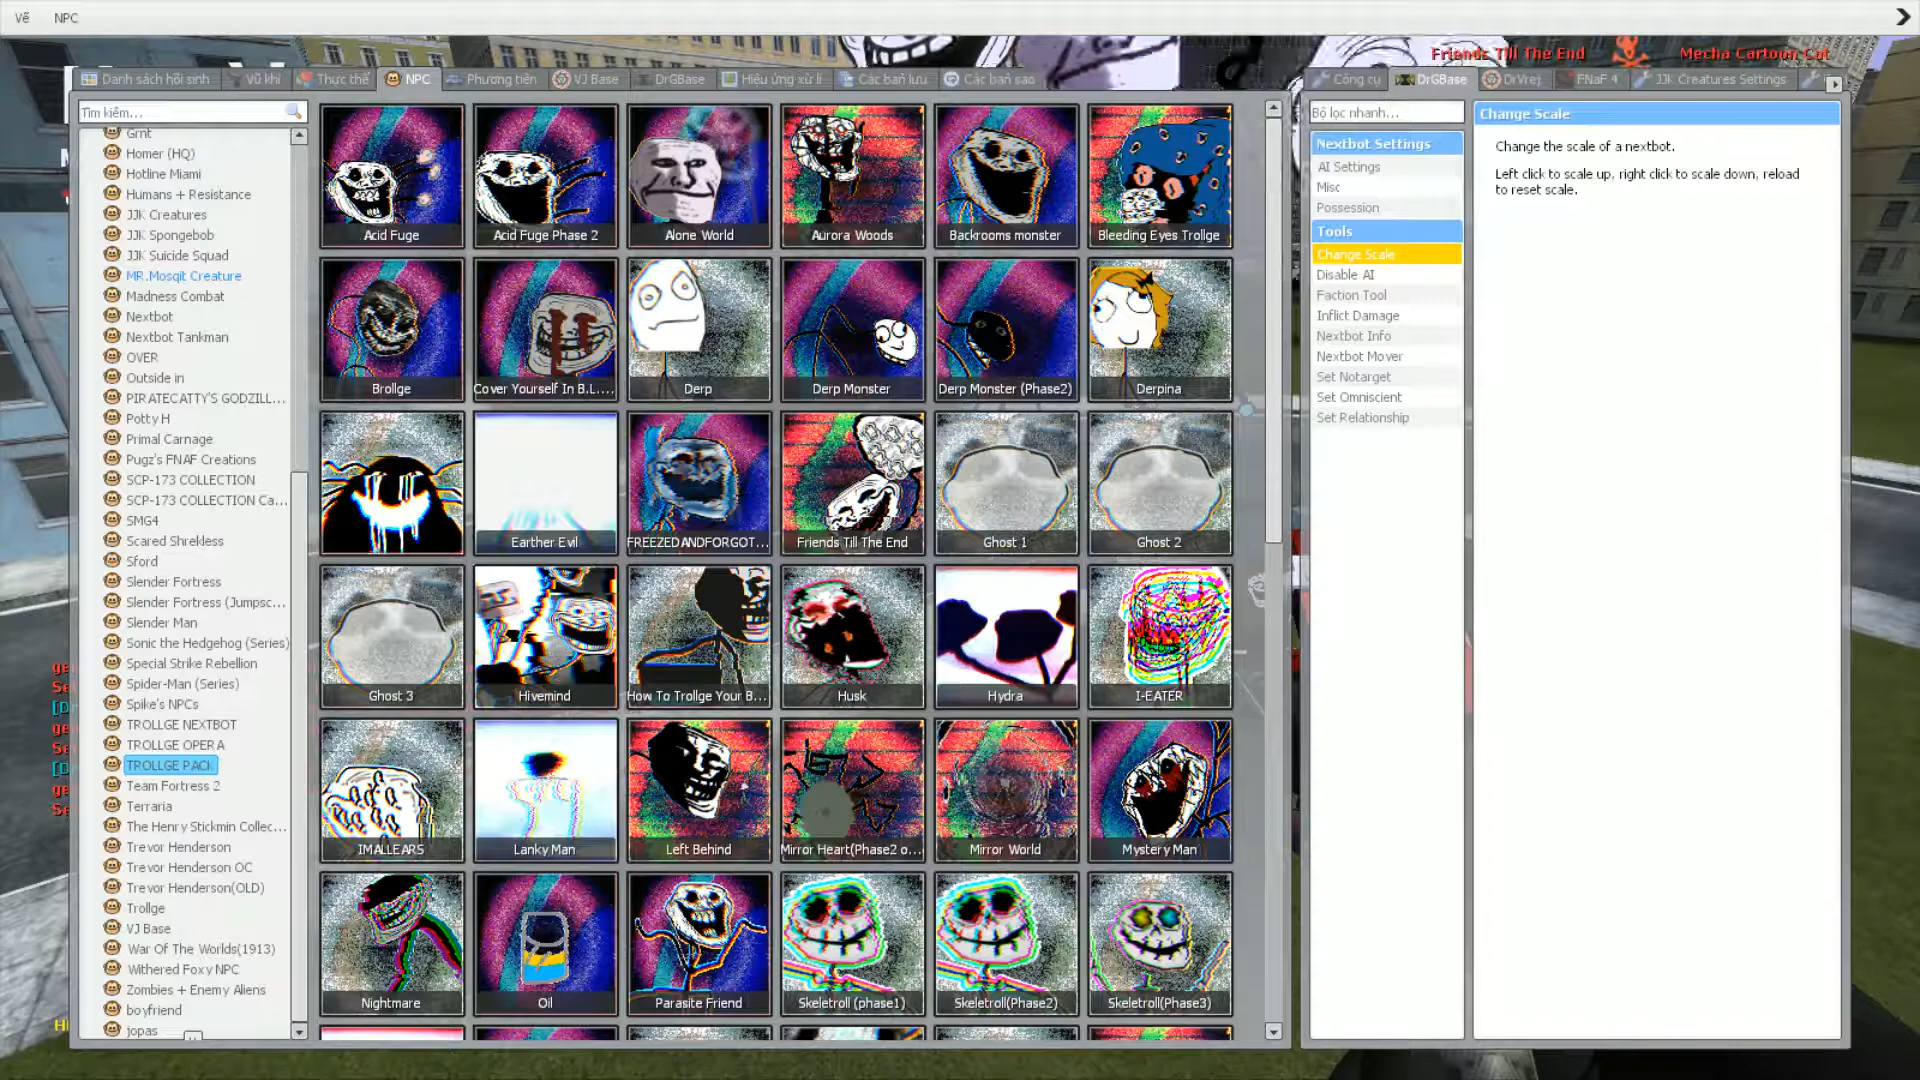 Vẽ NPC
Friends Till The End Mecha Cartoon Cat
Danh sách hồi sinh Vũ khí Thực thể NPC Phương tiện VJ Base DrGBase Hiệu ứng xử lí Các bản lưu Các bản sao
Công cụ DrGBase DrVrej FNaF 4 JJK Creatures Settings
Tìm kiếm...
Grnt
Homer (HQ)
Hotline Miami
Humans + Resistance
JJK Creatures
JJK Spongebob
JJK Suicide Squad
MR.Mosqit Creature
Madness Combat
Nextbot
Nextbot Tankman
OVER
Outside in
PIRATECATTY'S GODZILL...
Potty H
Primal Carnage
Pugz's FNAF Creations
SCP-173 COLLECTION
SCP-173 COLLECTION Ca...
SMG4
Scared Shrekless
Sford
Slender Fortress
Slender Fortress (Jumpsc...
Slender Man
Sonic the Hedgehog (Series)
Special Strike Rebellion
Spider-Man (Series)
Spike's NPCs
TROLLGE NEXTBOT
TROLLGE OPERA
TROLLGE PACK
Team Fortress 2
Terraria
The Henry Stickmin Collec...
Trevor Henderson
Trevor Henderson OC
Trevor Henderson(OLD)
Trollge
VJ Base
War Of The Worlds(1913)
Withered Foxy NPC
Zombies + Enemy Aliens
boyfriend
jopas
Acid Fuge Acid Fuge Phase 2 Alone World Aurora Woods Backrooms monster Bleeding Eyes Trollge
Brollge Cover Yourself In B.L.... Derp Derp Monster Derp Monster (Phase2) Derpina
Earther Evil FREEZEDANDFORGOT... Friends Till The End Ghost 1 Ghost 2
Ghost 3 Hivemind How To Trollge Your B... Husk Hydra I-EATER
IMALLEARS Lanky Man Left Behind Mirror Heart(Phase2 o... Mirror World Mystery Man
Nightmare Oil Parasite Friend Skeletroll (phase1) Skeletroll(Phase2) Skeletroll(Phase3)
Bộ lọc nhanh...
Nextbot Settings
AI Settings
Misc
Possession
Tools
Change Scale
Disable AI
Faction Tool
Inflict Damage
Nextbot Info
Nextbot Mover
Set Notarget
Set Omniscient
Set Relationship
Change Scale
Change the scale of a nextbot.
Left click to scale up, right click to scale down, reload
to reset scale.